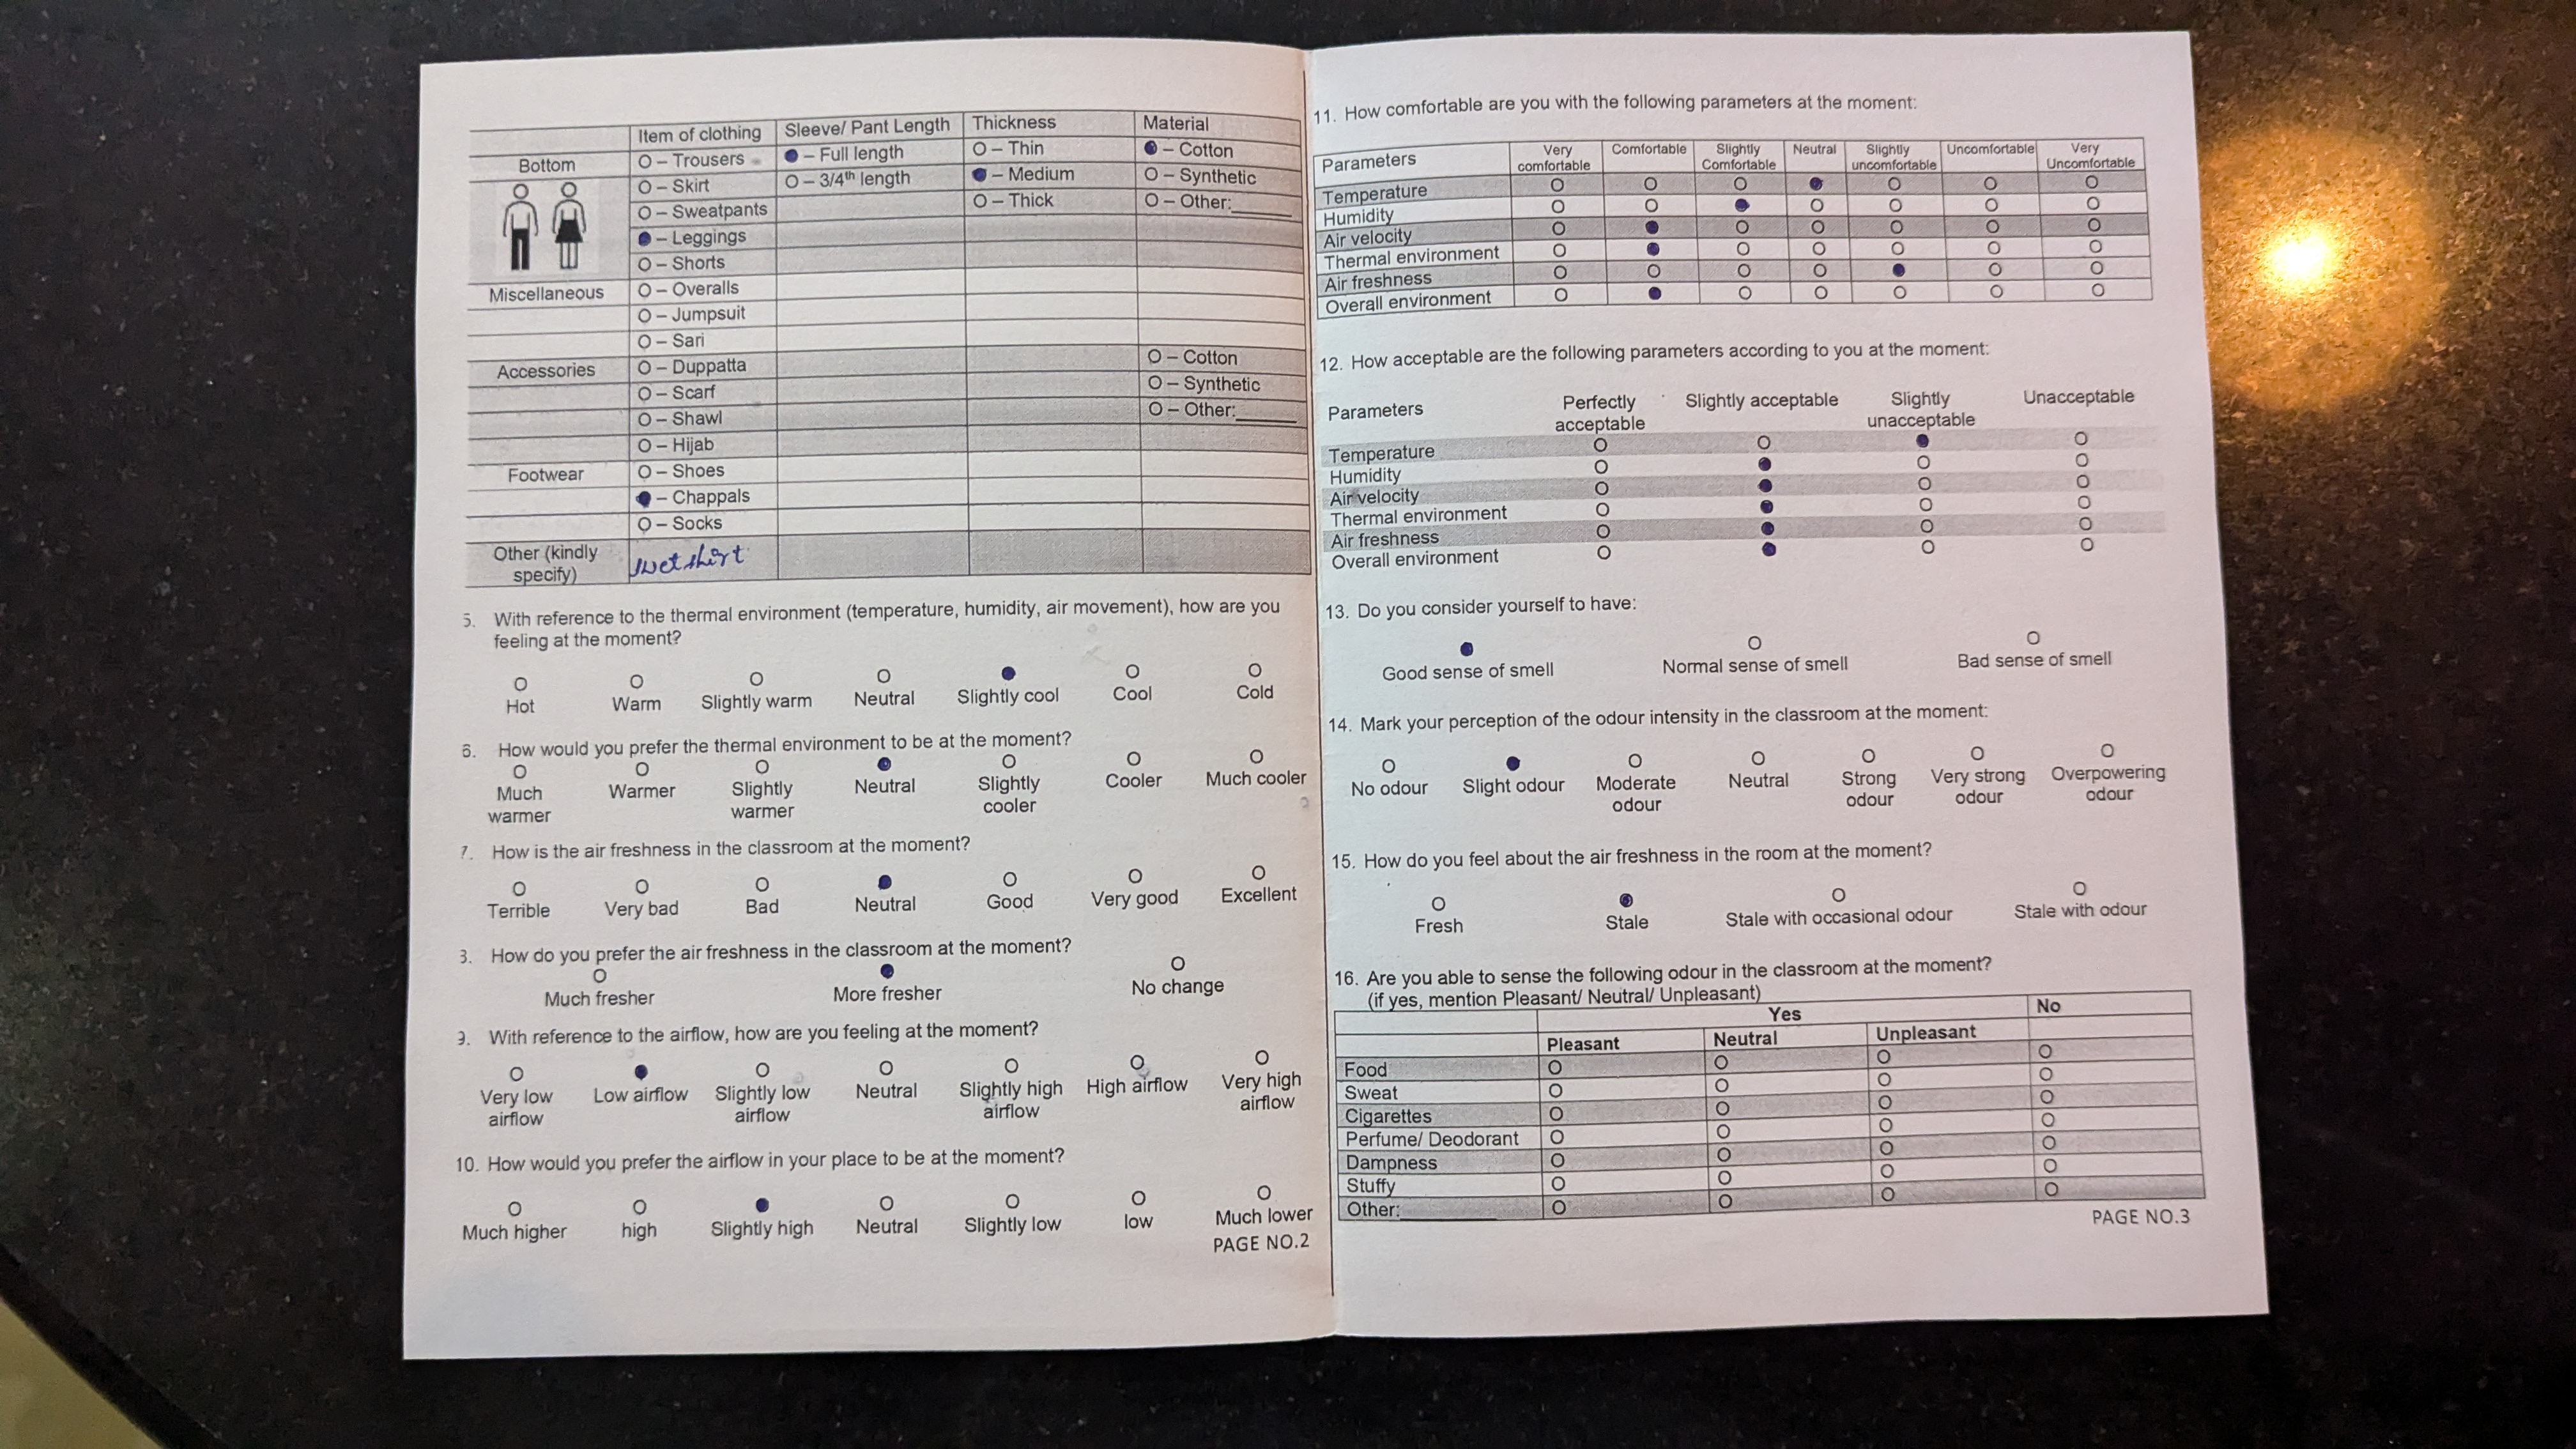 Item of clothing Sleeve/ Pant Length Thickness Material
Bottom O – Trousers ● – Full length O – Thin ● – Cotton
O – Skirt O – 3/4th length ● – Medium O – Synthetic
O – Sweatpants O – Thick O – Other:______
● – Leggings
O – Shorts
Miscellaneous O – Overalls
O – Jumpsuit
O – Sari
Accessories O – Duppatta O – Cotton
O – Scarf O – Synthetic
O – Shawl O – Other:______
O – Hijab
Footwear O – Shoes
● – Chappals
O – Socks
Other (kindly specify) swetshirt
5. With reference to the thermal environment (temperature, humidity, air movement), how are you
feeling at the moment?
O O O O ● O O
Hot Warm Slightly warm Neutral Slightly cool Cool Cold
6. How would you prefer the thermal environment to be at the moment?
O O O ● O O O
Much warmer Warmer Slightly warmer Neutral Slightly cooler Cooler Much cooler
7. How is the air freshness in the classroom at the moment?
O O O ● O O O
Terrible Very bad Bad Neutral Good Very good Excellent
3. How do you prefer the air freshness in the classroom at the moment?
O ● O
Much fresher More fresher No change
9. With reference to the airflow, how are you feeling at the moment?
O ● O O O O O
Very low airflow Low airflow Slightly low airflow Neutral Slightly high airflow High airflow Very high airflow
10. How would you prefer the airflow in your place to be at the moment?
O O ● O O O O
Much higher high Slightly high Neutral Slightly low low Much lower
PAGE NO.2
11. How comfortable are you with the following parameters at the moment:
Parameters Very comfortable Comfortable Slightly Comfortable Neutral Slightly uncomfortable Uncomfortable Very Uncomfortable
Temperature O O O ● O O O
Humidity O O ● O O O O
Air velocity O ● O O O O O
Thermal environment O ● O O O O O
Air freshness O O O O ● O O
Overall environment O ● O O O O O
12. How acceptable are the following parameters according to you at the moment:
Parameters Perfectly acceptable Slightly acceptable Slightly unacceptable Unacceptable
Temperature O O ● O
Humidity O ● O O
Air velocity O ● O O
Thermal environment O ● O O
Air freshness O ● O O
Overall environment O ● O O
13. Do you consider yourself to have:
● O O
Good sense of smell Normal sense of smell Bad sense of smell
14. Mark your perception of the odour intensity in the classroom at the moment:
O ● O O O O O
No odour Slight odour Moderate odour Neutral Strong odour Very strong odour Overpowering odour
15. How do you feel about the air freshness in the room at the moment?
O ● O O
Fresh Stale Stale with occasional odour Stale with odour
16. Are you able to sense the following odour in the classroom at the moment?
(if yes, mention Pleasant/ Neutral/ Unpleasant)
Yes No
Pleasant Neutral Unpleasant
Food O O O O
Sweat O O O O
Cigarettes O O O O
Perfume/ Deodorant O O O O
Dampness O O O O
Stuffy O O O O
Other:__________ O O O O
PAGE NO.3